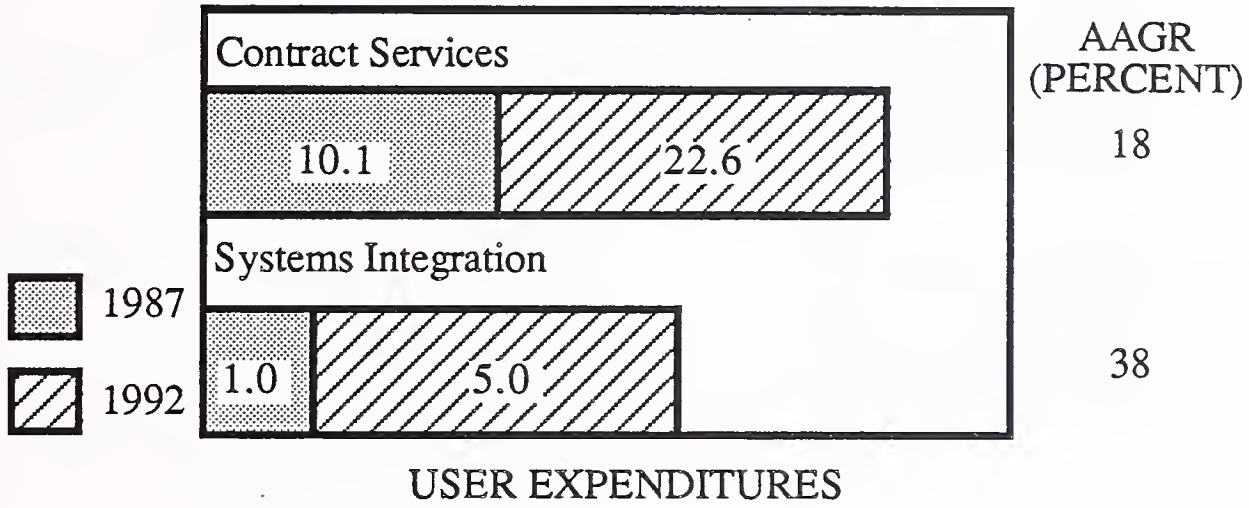 Contract Services
AAGR
(PERCENT)
10.1
22.6
18
Systems Integration
1987
1992
1.0
5.0
38
USER EXPENDITURES